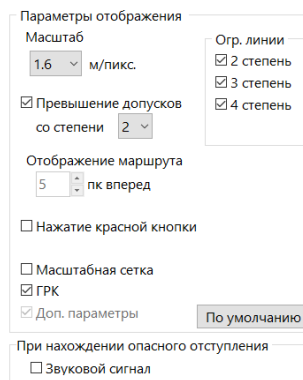 Параметры отображения
Масштаб
1.6 м/пикс.
Огр. линии
2 степень
3 степень
4 степень
Превышение допусков
со степени 2
Отображение маршрута
5 пк вперед
Нажатие красной кнопки
Масштабная сетка
ГРК
Доп. параметры
По умолчанию
При нахождении опасного отступления
Звуковой сигнал